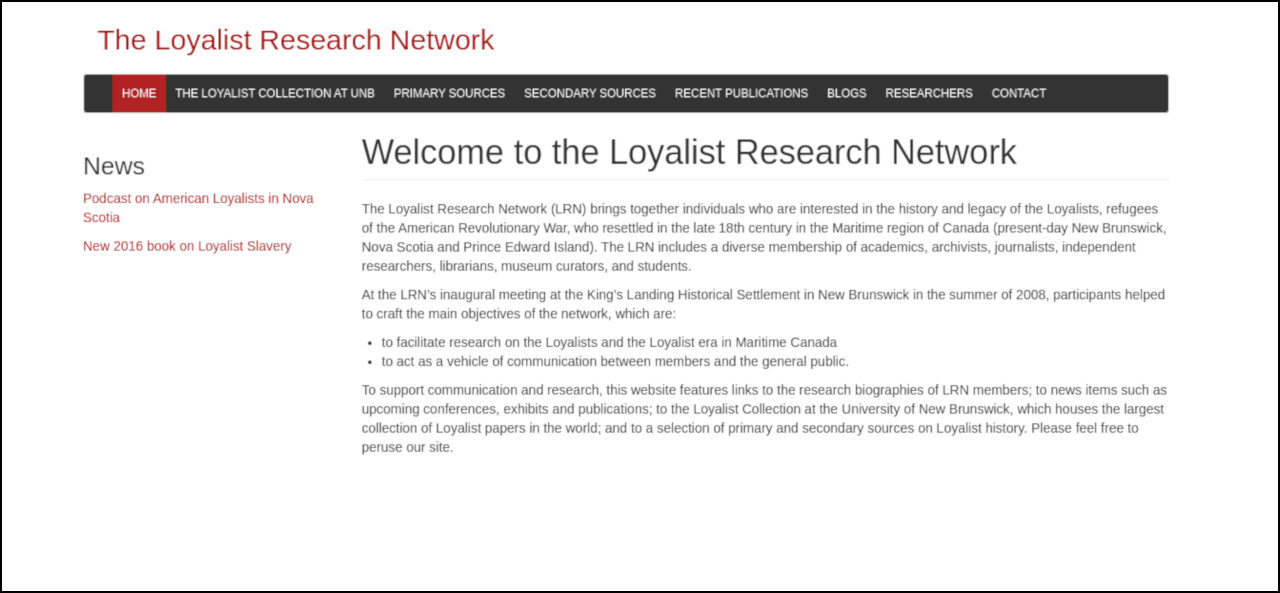 The Loyalist Research Network
HOME THE LOYALIST COLLECTION AT UNB PRIMARY SOURCES SECONDARY SOURCES RECENT PUBLICATIONS BLOGS RESEARCHERS CONTACT
News
Podcast on American Loyalists in Nova
Scotia
New 2016 book on Loyalist Slavery
Welcome to the Loyalist Research Network
The Loyalist Research Network (LRN) brings together individuals who are interested in the history and legacy of the Loyalists, refugees
of the American Revolutionary War, who resettled in the late 18th century in the Maritime region of Canada (present-day New Brunswick,
Nova Scotia and Prince Edward Island). The LRN includes a diverse membership of academics, archivists, journalists, independent
researchers, librarians, museum curators, and students.
At the LRN’s inaugural meeting at the King’s Landing Historical Settlement in New Brunswick in the summer of 2008, participants helped
to craft the main objectives of the network, which are:
• to facilitate research on the Loyalists and the Loyalist era in Maritime Canada
• to act as a vehicle of communication between members and the general public.
To support communication and research, this website features links to the research biographies of LRN members; to news items such as
upcoming conferences, exhibits and publications; to the Loyalist Collection at the University of New Brunswick, which houses the largest
collection of Loyalist papers in the world; and to a selection of primary and secondary sources on Loyalist history. Please feel free to
peruse our site.